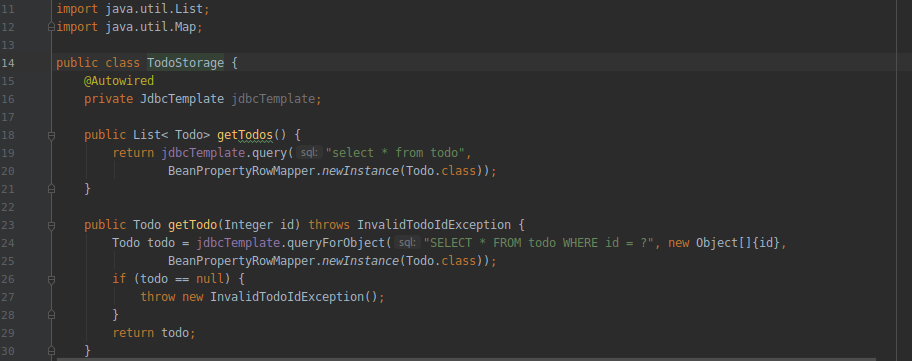 11 import java.util.List;
12 import java.util.Map;
13
14 public class TodoStorage {
15 @Autowired
16 private JdbcTemplate jdbcTemplate;
17
18 public List< Todo> getTodos() {
19 return jdbcTemplate.query( sql: "select * from todo",
20 BeanPropertyRowMapper.newInstance(Todo.class));
21 }
22
23 public Todo getTodo(Integer id) throws InvalidTodoIdException {
24 Todo todo = jdbcTemplate.queryForObject( sql: "SELECT * FROM todo WHERE id = ?", new Object[]{id},
25 BeanPropertyRowMapper.newInstance(Todo.class));
26 if (todo == null) {
27 throw new InvalidTodoIdException();
28 }
29 return todo;
30 }